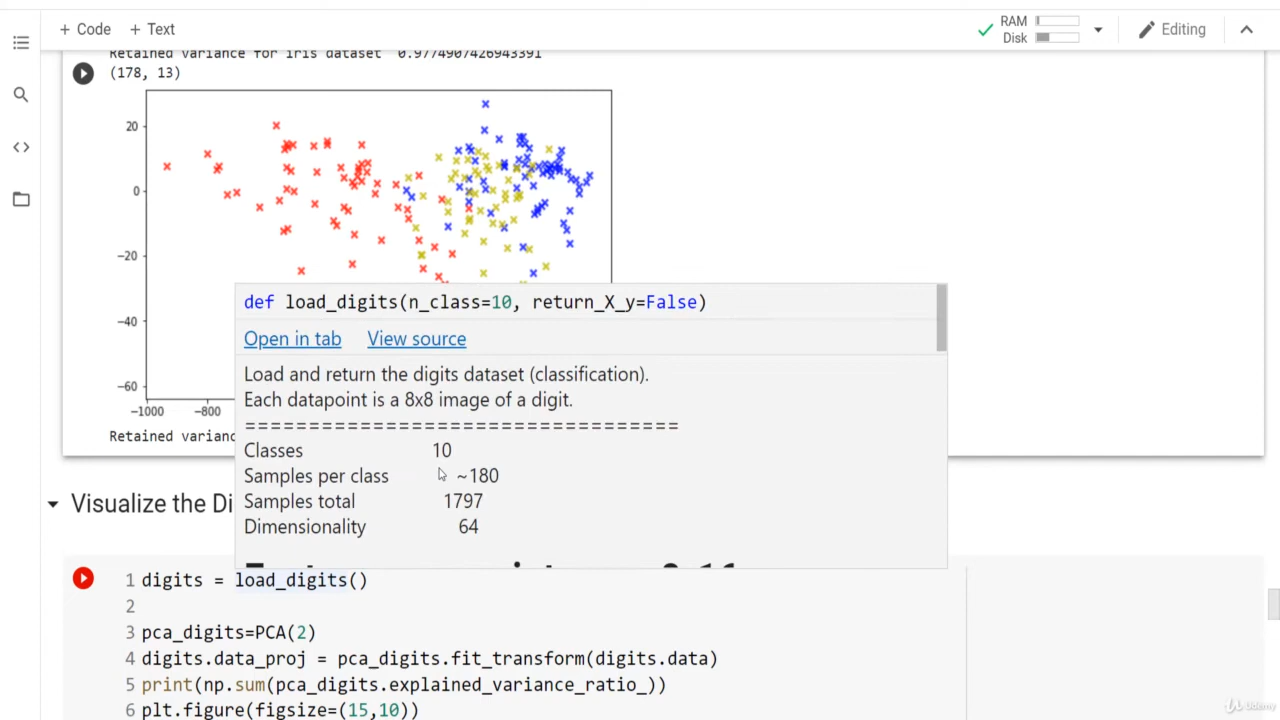 + Code + Text
RAM
Disk
Editing
Retained variance for iris dataset 0.9774907426943391
(178, 13)
20
0
−20
−40
−60
−1000 −800
Retained varianc
def load_digits(n_class=10, return_X_y=False)
Open in tab View source
Load and return the digits dataset (classification).
Each datapoint is a 8x8 image of a digit.
=================================
Classes 10
Samples per class ~180
Samples total 1797
Dimensionality 64
Visualize the Di
1 digits = load_digits()
2
3 pca_digits=PCA(2)
4 digits.data_proj = pca_digits.fit_transform(digits.data)
5 print(np.sum(pca_digits.explained_variance_ratio_))
6 plt.figure(figsize=(15,10))
Udemy